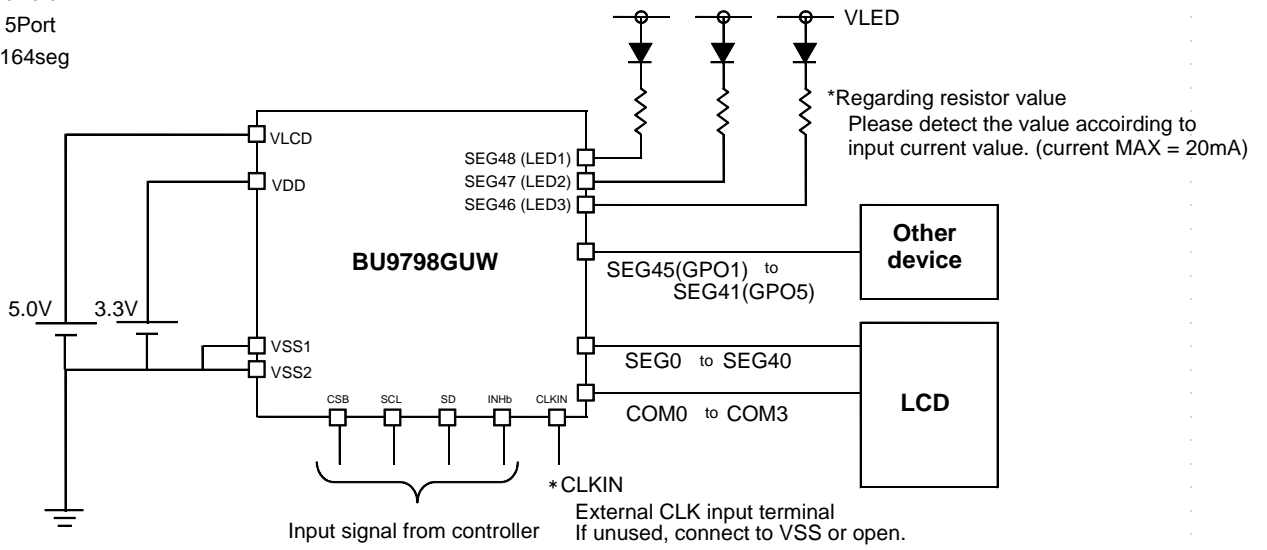 5Port
164seg
VLED
*Regarding resistor value
Please detect the value accoirding to
input current value. (current MAX = 20mA)
VLCD
VDD
SEG48 (LED1)
SEG47 (LED2)
SEG46 (LED3)
BU9798GUW
Other
device
SEG45(GPO1) to
SEG41(GPO5)
5.0V
3.3V
VSS1
VSS2
SEG0 to SEG40
LCD
COM0 to COM3
CSB
SCL
SD
INHb
CLKIN
*CLKIN
External CLK input terminal
If unused, connect to VSS or open.
Input signal from controller